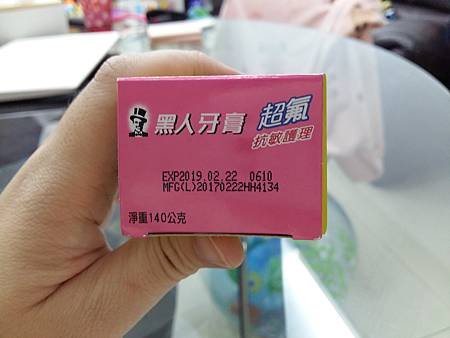 黑人牙膏 超氟
抗敏護理
EXP2019.02.22 0610
MFG(L)20170222HH4134
淨重140公克